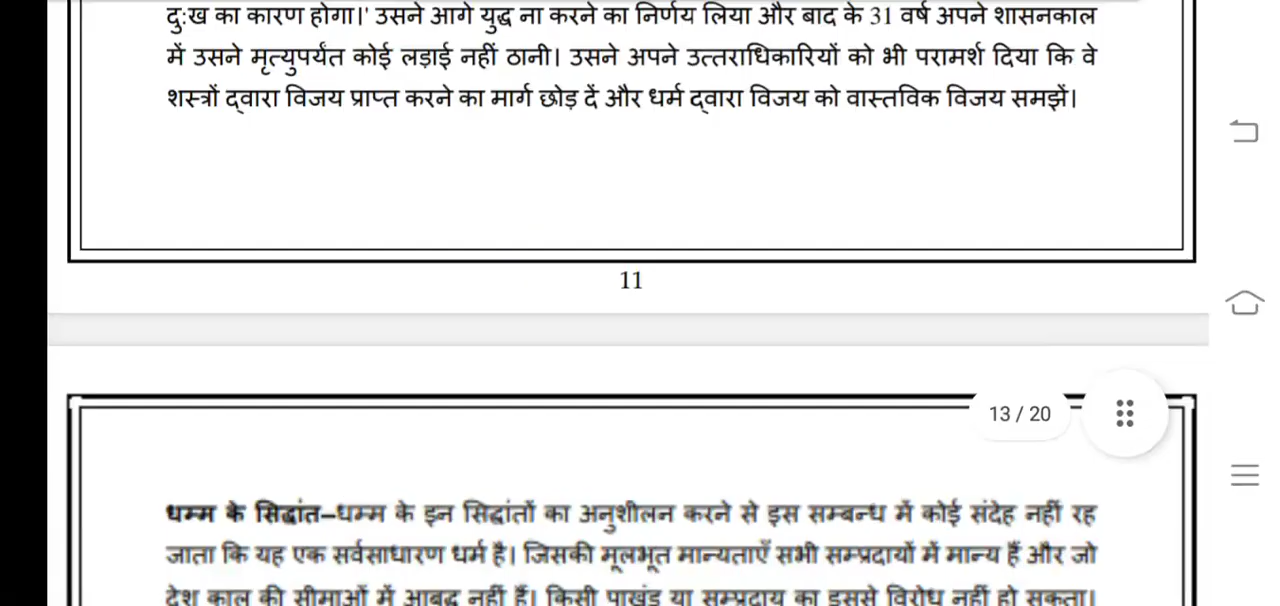 दुःख का कारण होगा।' उसने आगे युद्ध ना करने का निर्णय लिया और बाद के 31 वर्ष अपने शासनकाल
में उसने मृत्युपर्यंत कोई लड़ाई नहीं ठानी। उसने अपने उत्तराधिकारियों को भी परामर्श दिया कि वे
शस्त्रों द्वारा विजय प्राप्त करने का मार्ग छोड़ दें और धर्म द्वारा विजय को वास्तविक विजय समझें।
11
13 / 20
धम्म के सिद्धांत–धम्म के इन सिद्धांतों का अनुशीलन करने से इस सम्बन्ध में कोई संदेह नहीं रह
जाता कि यह एक सर्वसाधारण धर्म है। जिसकी मूलभूत मान्यताएँ सभी सम्प्रदायों में मान्य हैं और जो
देश काल की सीमाओं में आबद्ध नहीं हैं। किसी पाखंड या सम्प्रदाय का इससे विरोध नहीं हो सकता।